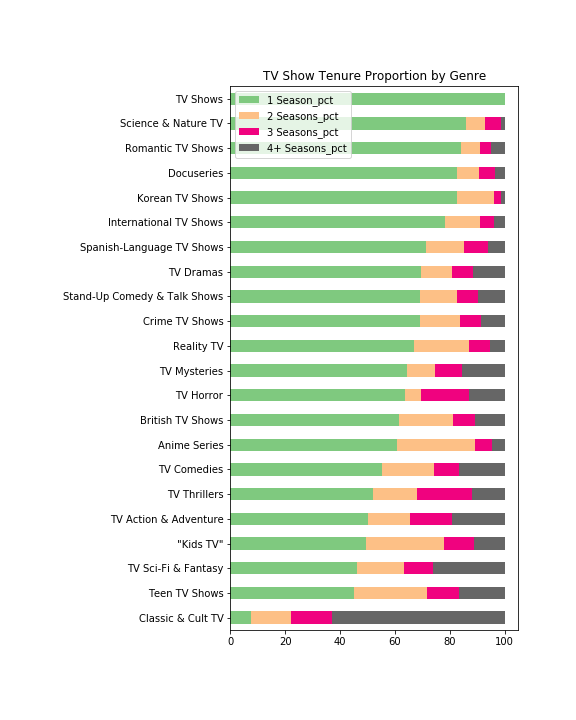 TV Show Tenure Proportion by Genre
1 Season_pct
2 Seasons_pct
3 Seasons_pct
4+ Seasons_pct
TV Shows
Science & Nature TV
Romantic TV Shows
Docuseries
Korean TV Shows
International TV Shows
Spanish-Language TV Shows
TV Dramas
Stand-Up Comedy & Talk Shows
Crime TV Shows
Reality TV
TV Mysteries
TV Horror
British TV Shows
Anime Series
TV Comedies
TV Thrillers
TV Action & Adventure
"Kids TV"
TV Sci-Fi & Fantasy
Teen TV Shows
Classic & Cult TV
0 20 40 60 80 100